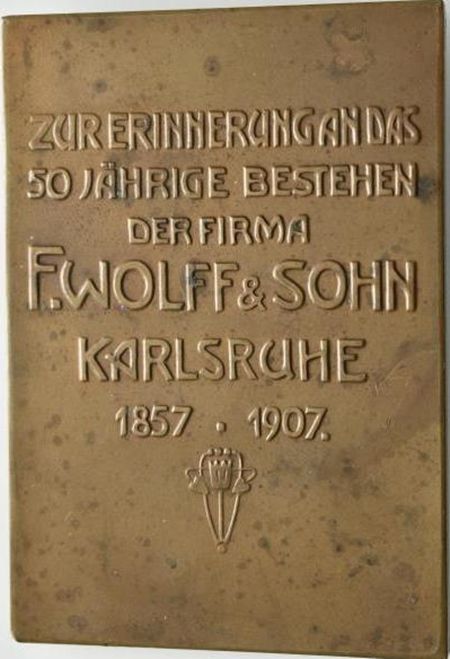 ZUR ERINNERUNG AN DAS
50 JÄHRIGE BESTEHEN
DER FIRMA
F. WOLFF & SOHN
KARLSRUHE
1857 · 1907.